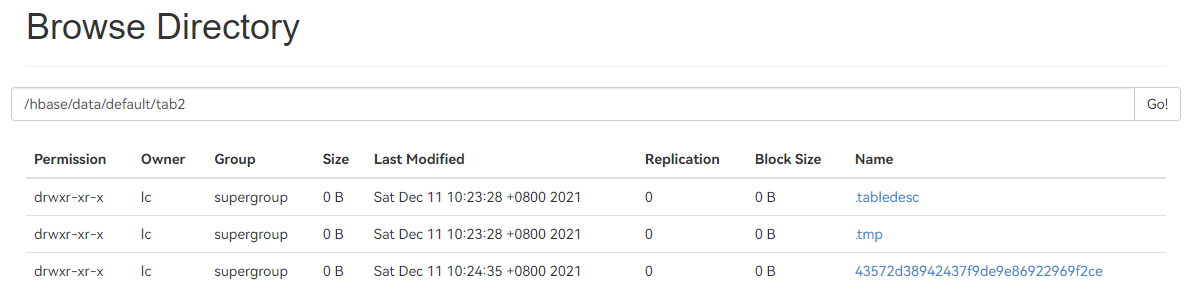 Browse Directory
/hbase/data/default/tab2 Go!
Permission Owner Group Size Last Modified Replication Block Size Name
drwxr-xr-x lc supergroup 0 B Sat Dec 11 10:23:28 +0800 2021 0 0 B .tabledesc
drwxr-xr-x lc supergroup 0 B Sat Dec 11 10:23:28 +0800 2021 0 0 B .tmp
drwxr-xr-x lc supergroup 0 B Sat Dec 11 10:24:35 +0800 2021 0 0 B 43572d38942437f9de9e86922969f2ce